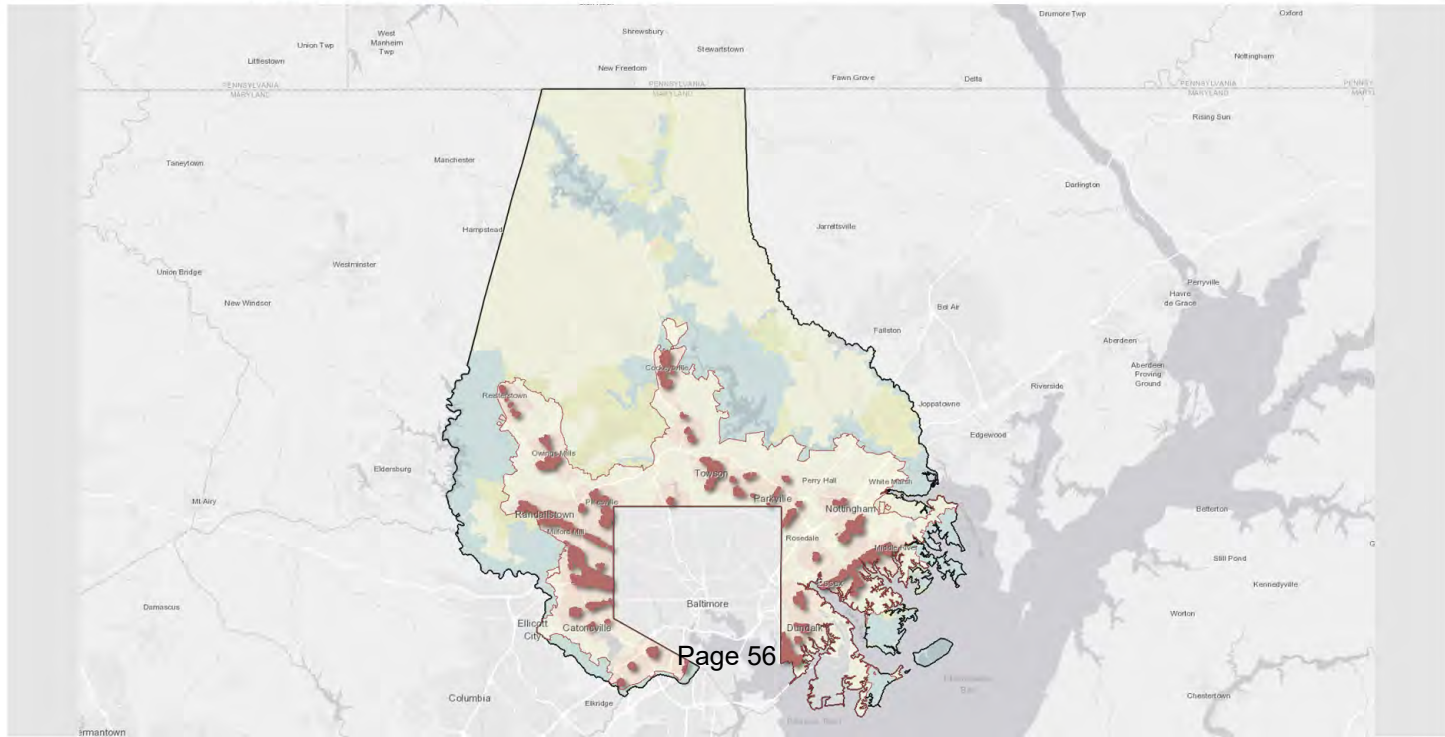 Drumore Twp
Oxford
Shrewsbury
West
Manheim
Twp
Union Twp
Stewartstown
Littlestown
Nottingham
New Freedom
Fawn Grove
Delta
PENNSYLVANIA
MARYLAND
PENNSYLVANIA
MARYLAND
PENNSYLVANIA
MARYLAND
Rising Sun
Taneytown
Manchester
Darlington
Hampstead
Jarrettsville
Westminster
Union Bridge
Perryville
Havre
de Grace
New Windsor
Bel Air
Fallston
Aberdeen
Cockeysville
Aberdeen
Proving
Ground
Riverside
Reisterstown
Joppatowne
Edgewood
Owings Mills
Eldersburg
Towson
Perry Hall
White Marsh
Mt Airy
Pikesville
Parkville
Randallstown
Nottingham
Betterton
Milford Mill
Rosedale
Middle River
Still Pond
Essex
Kennedyville
Damascus
Baltimore
Worton
Ellicott
City
Catonsville
Dundalk
Page 56
Columbia
Elkridge
Chestertown
ermantown